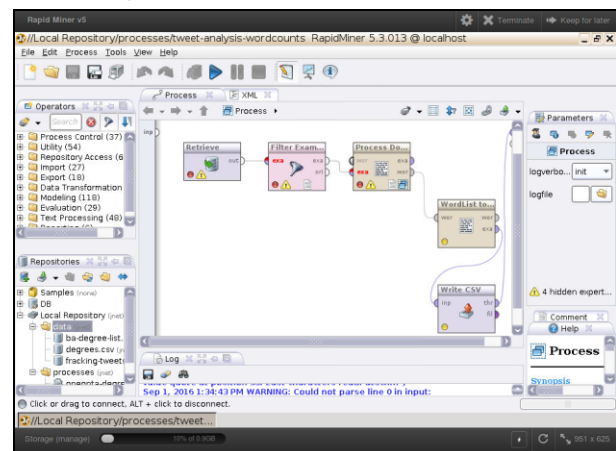 Rapid Miner v5
Terminate
Keep for later
//Local Repository/processes/tweet-analysis-wordcounts RapidMiner 5.3.013 @ localhost
File Edit Process Tools View Help
Process
XML
Operators
Search
Process
Parameters
Process Control (37)
Utility (54)
Repository Access (6
Import (27)
Export (18)
Data Transformation
Modeling (118)
Evaluation (29)
Text Processing (48)
inp
Retrieve
out
Filter Exam...
exa
exa
ori
Process Do...
wor
exa
exa
wor
WordList to...
wor
wor
exa
Write CSV
inp
thr
fil
Process
logverbo...
init
logfile
4 hidden expert...
Repositories
Samples (none)
DB
Local Repository (jnet)
data
ba-degree-list.
degrees.csv
fracking-tweets
processes (jnet)
Comment
Help
Process
Synopsis
Log
Sep 1, 2016 1:34:43 PM WARNING: Could not parse line 0 in input:
Click or drag to connect, ALT + click to disconnect.
//Local Repository/processes/tweet...
Storage (manage)
10% of 0.9GB
951 x 625